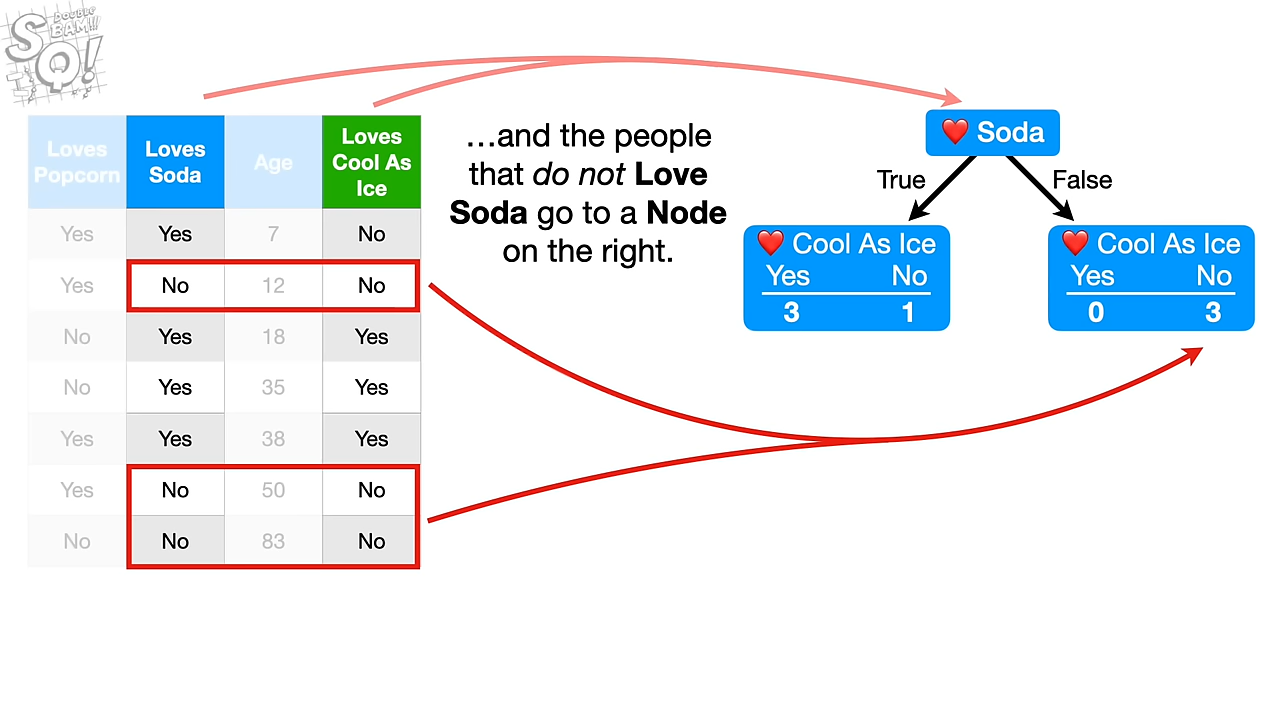 SQ!
DOUBLE
BAM!!!
Loves Popcorn Loves Soda Age Loves Cool As Ice
Yes Yes 7 No
Yes No 12 No
No Yes 18 Yes
No Yes 35 Yes
Yes Yes 38 Yes
Yes No 50 No
No No 83 No
…and the people
that do not Love
Soda go to a Node
on the right.
❤️ Soda
True False
❤️ Cool As Ice
Yes No
3 1
❤️ Cool As Ice
Yes No
0 3